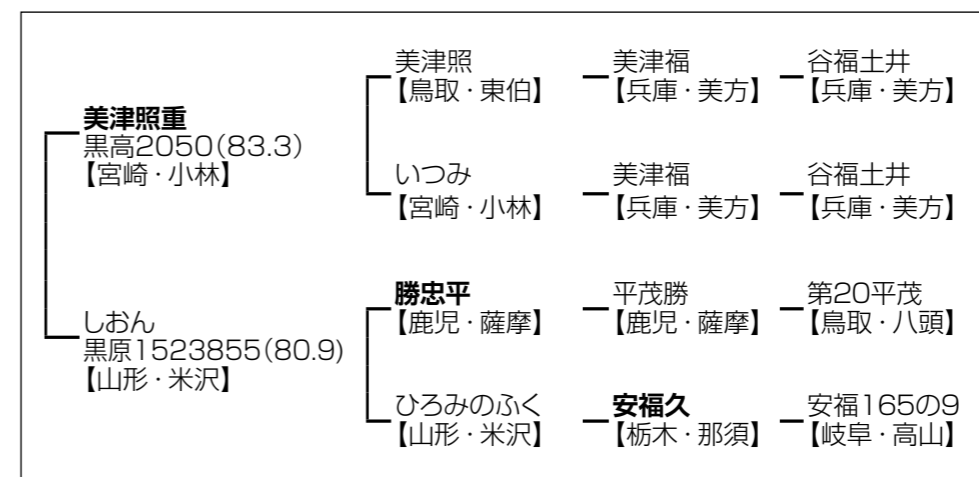 美津照重
黒高2050(83.3)
【宮崎・小林】
美津照
【鳥取・東伯】
美津福
【兵庫・美方】
谷福土井
【兵庫・美方】
いつみ
【宮崎・小林】
美津福
【兵庫・美方】
谷福土井
【兵庫・美方】
しおん
黒原1523855(80.9)
【山形・米沢】
勝忠平
【鹿児・薩摩】
平茂勝
【鹿児・薩摩】
第20平茂
【鳥取・八頭】
ひろみのふく
【山形・米沢】
安福久
【栃木・那須】
安福165の9
【岐阜・高山】